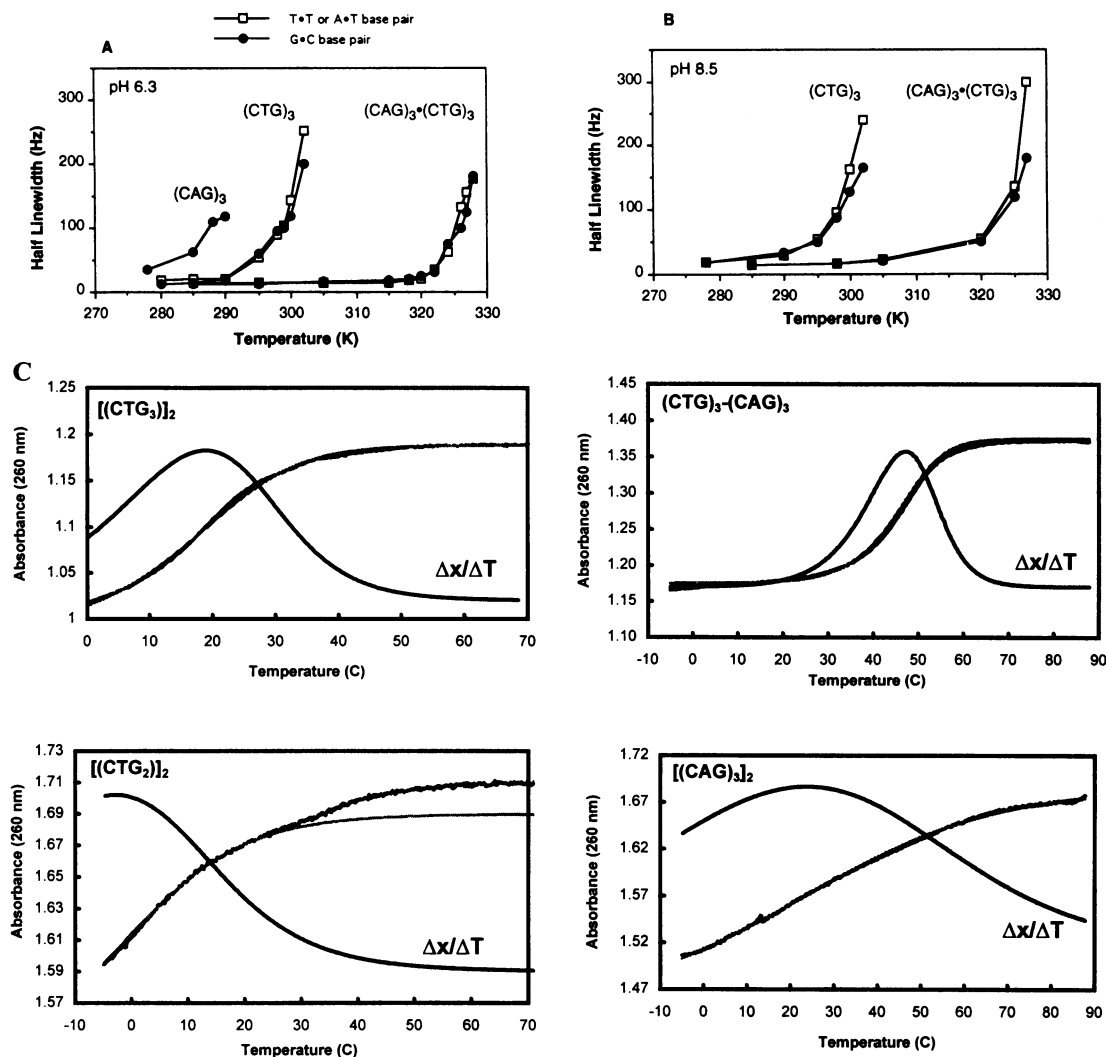 A
T•T or A•T base pair
G•C base pair
B
pH 6.3
(CAG)3
(CTG)3
(CAG)3•(CTG)3
Half Linewidth (Hz)
300
200
100
0
270 280 290 300 310 320 330
Temperature (K)
pH 8.5
(CTG)3
(CAG)3•(CTG)3
Half Linewidth (Hz)
300
200
100
0
270 280 290 300 310 320 330
Temperature (K)
C
[(CTG3)]2
Δx/ΔT
Absorbance (260 nm)
1.25
1.2
1.15
1.1
1.05
1
0 10 20 30 40 50 60 70
Temperature (C)
(CTG)3-(CAG)3
Δx/ΔT
Absorbance (260 nm)
1.45
1.40
1.35
1.30
1.25
1.20
1.15
1.10
-10 0 10 20 30 40 50 60 70 80 90
Temperature (C)
[(CTG2)]2
Δx/ΔT
Absorbance (260 nm)
1.73
1.71
1.69
1.67
1.65
1.63
1.61
1.59
1.57
-10 0 10 20 30 40 50 60 70
Temperature (C)
[(CAG)3]2
Δx/ΔT
Absorbance (260 nm)
1.72
1.67
1.62
1.57
1.52
1.47
-10 0 10 20 30 40 50 60 70 80 90
Temperature (C)